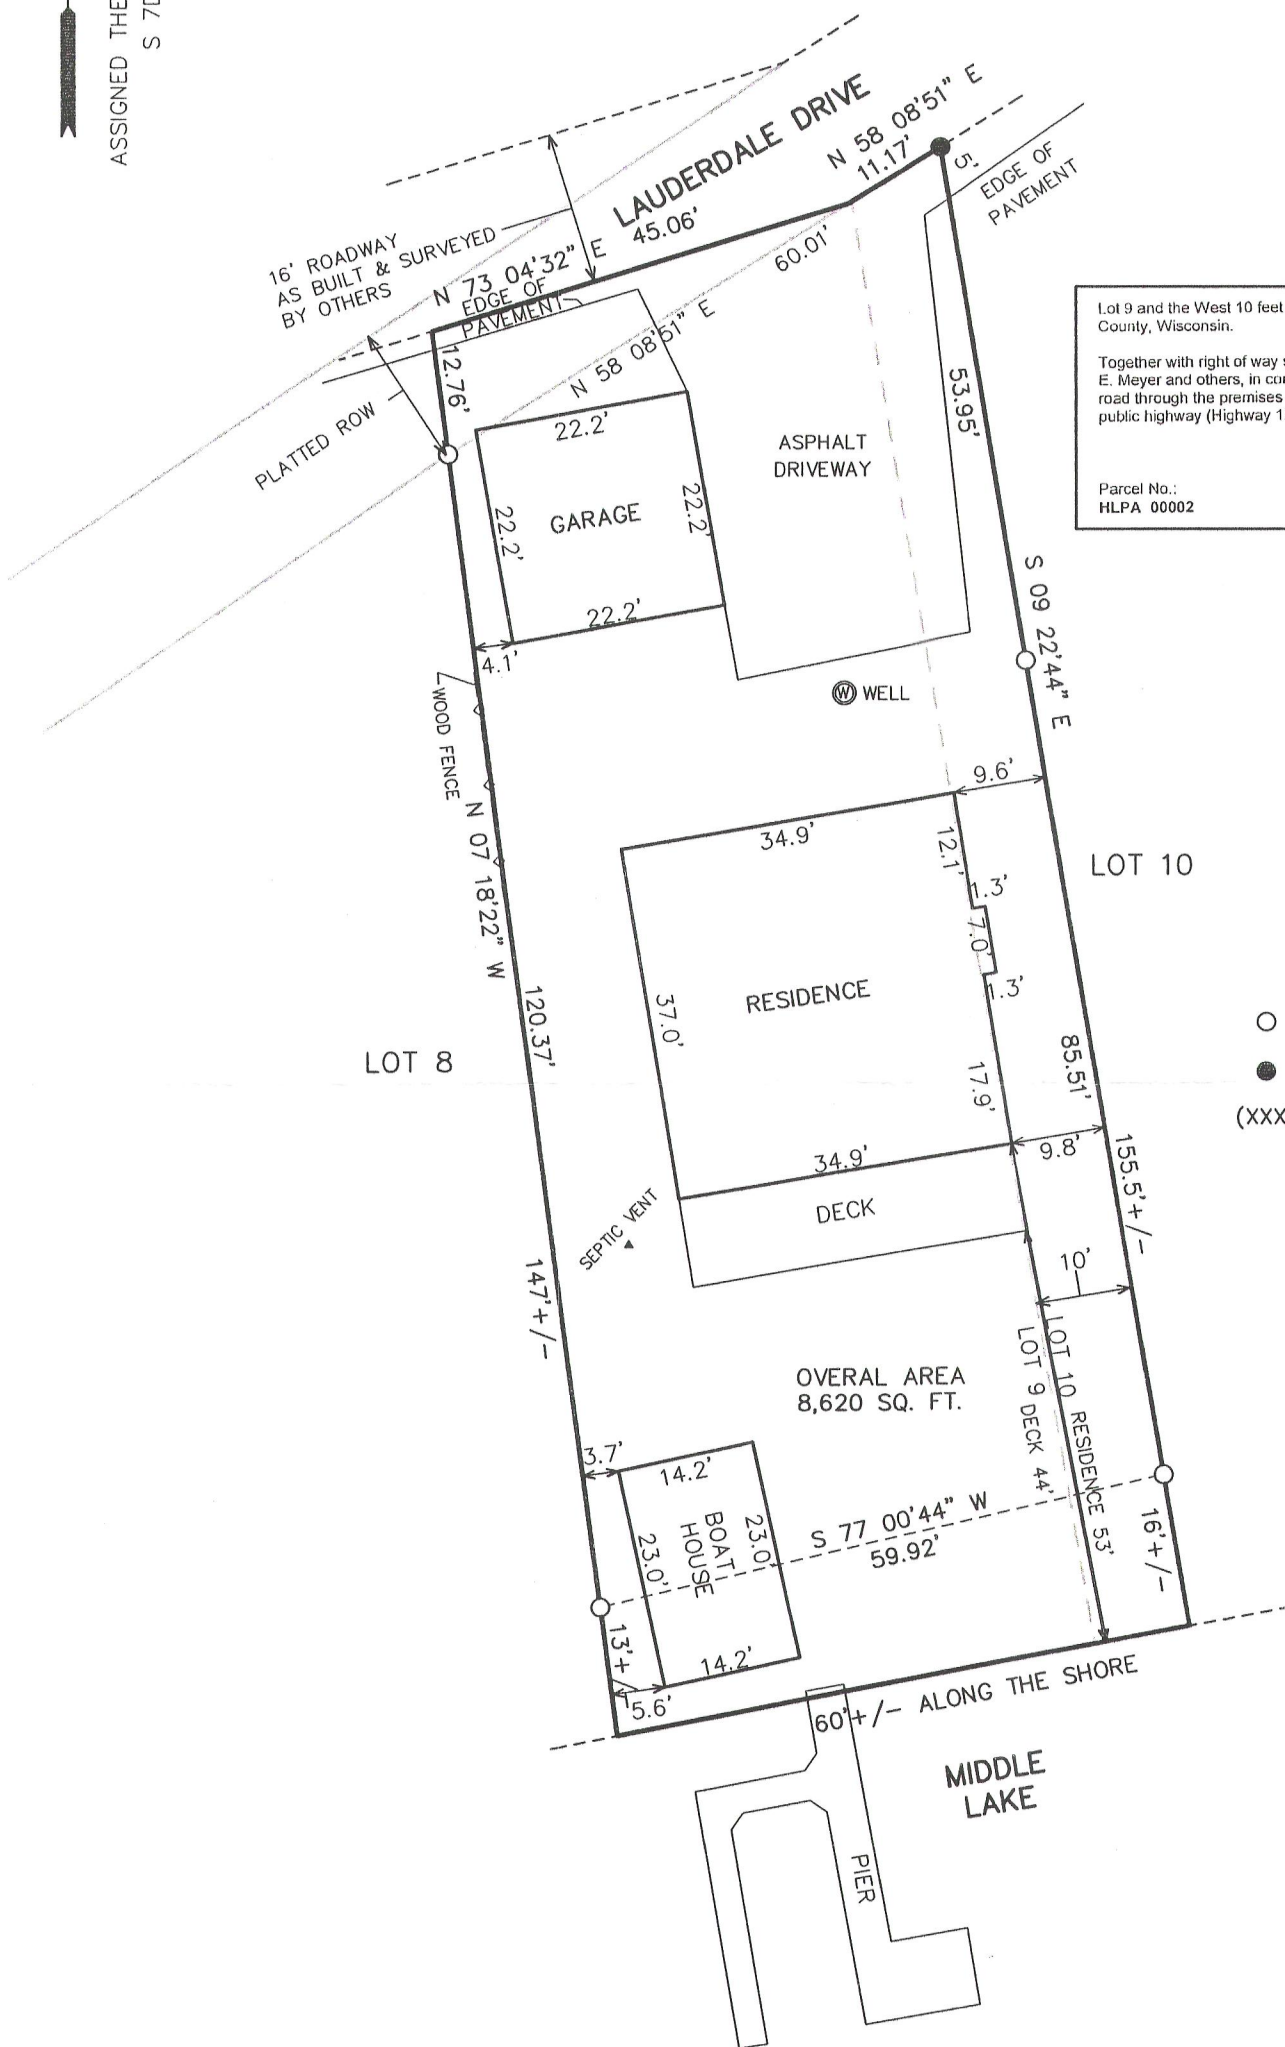 ASSIGNED THE
LAUDERDALE DRIVE
N 58 08'51" E
11.17'
5'
EDGE OF
PAVEMENT
16' ROADWAY
AS BUILT & SURVEYED
BY OTHERS
N 73 04'32" E
45.06'
EDGE OF
PAVEMENT
60.01'
N 58 08'51" E
PLATTED ROW
12.76'
53.95'
Lot 9 and the West 10 feet
County, Wisconsin.
Together with right of way
E. Meyer and others, in
road through the premises
public highway (Highway 1
Parcel No.:
HLPA 00002
22.2'
ASPHALT
DRIVEWAY
22.2'
GARAGE
22.2'
22.2'
4.1'
S 09 22'44" E
W WELL
WOOD FENCE
N 07 18'22" W
9.6'
34.9'
12.1'
1.3'
7.0'
1.3'
LOT 10
RESIDENCE
37.0'
120.37'
LOT 8
85.51'
17.9'
(XXX
34.9'
9.8'
155.5'+/-
DECK
SEPTIC VENT
147'+/-
10'
LOT 10 RESIDENCE 53'
LOT 9 DECK 44'
OVERAL AREA
8,620 SQ. FT.
3.7'
14.2'
BOAT
HOUSE
23.0'
23.0'
S 77 00'44" W
59.92'
16'+/-
13'+/-
14.2'
5.6'
60'+/- ALONG THE SHORE
MIDDLE
LAKE
PIER